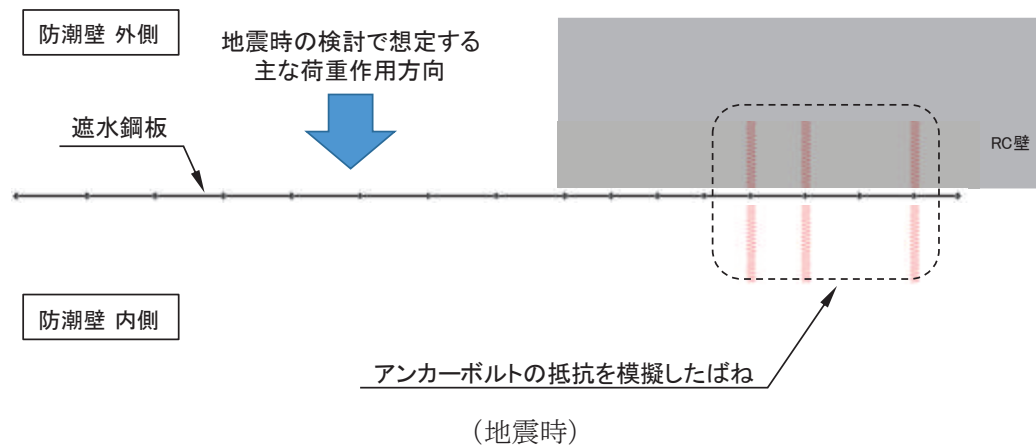 防潮壁 外側
地震時の検討で想定する
主な荷重作用方向
遮水鋼板
RC壁
防潮壁 内側
アンカーボルトの抵抗を模擬したばね
（地震時）